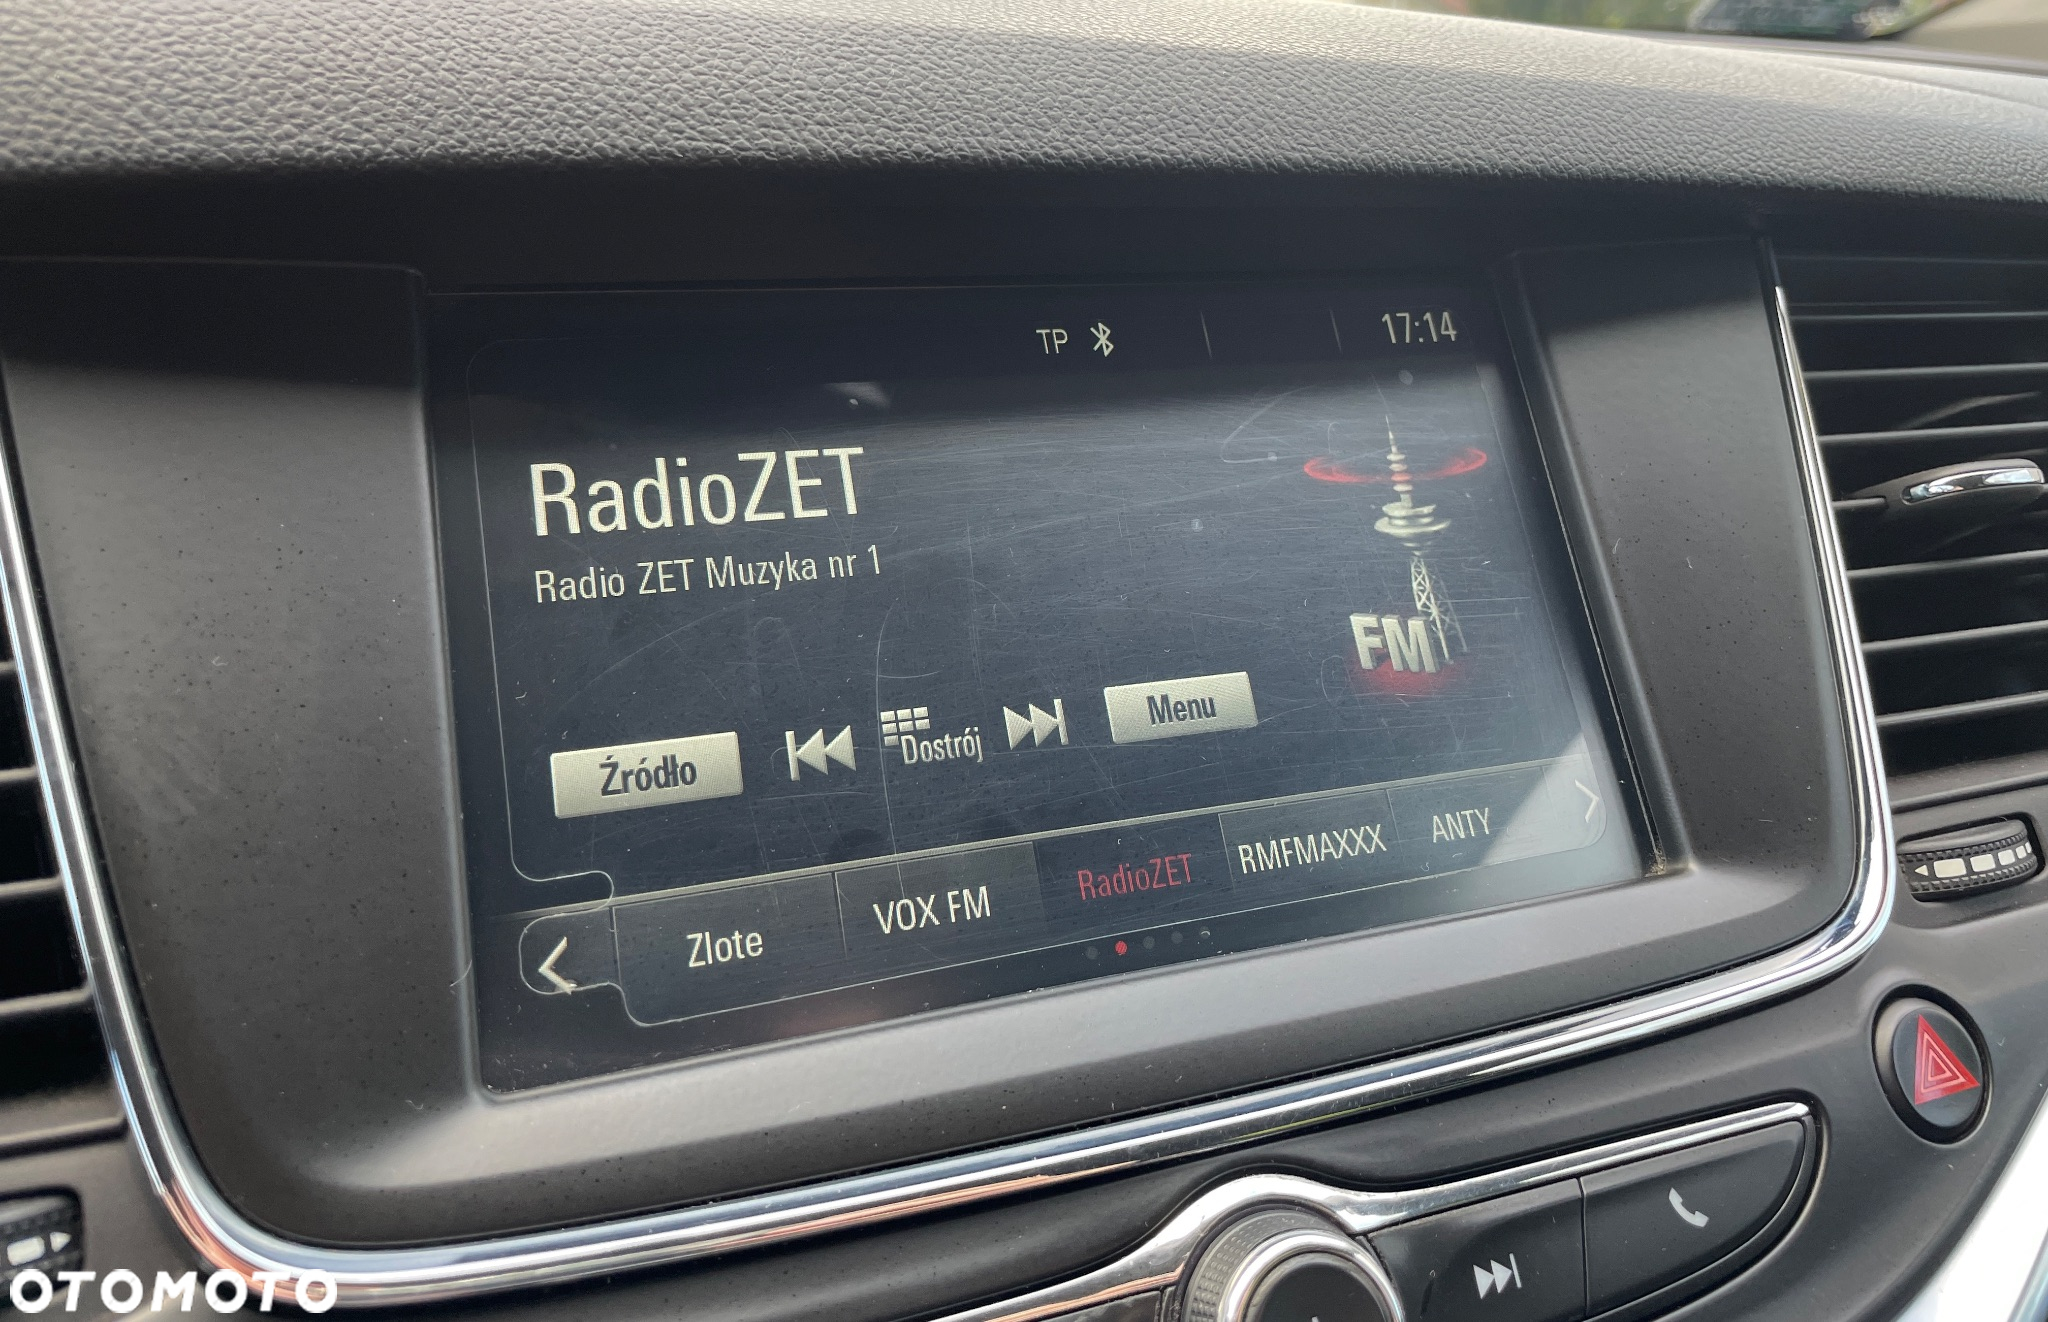 TP 17:14
RadioZET
Radio ZET Muzyka nr 1
FM
Źródło Dostrój Menu
Zlote VOX FM RadioZET RMFMAXXX ANTY
OTOMOTO